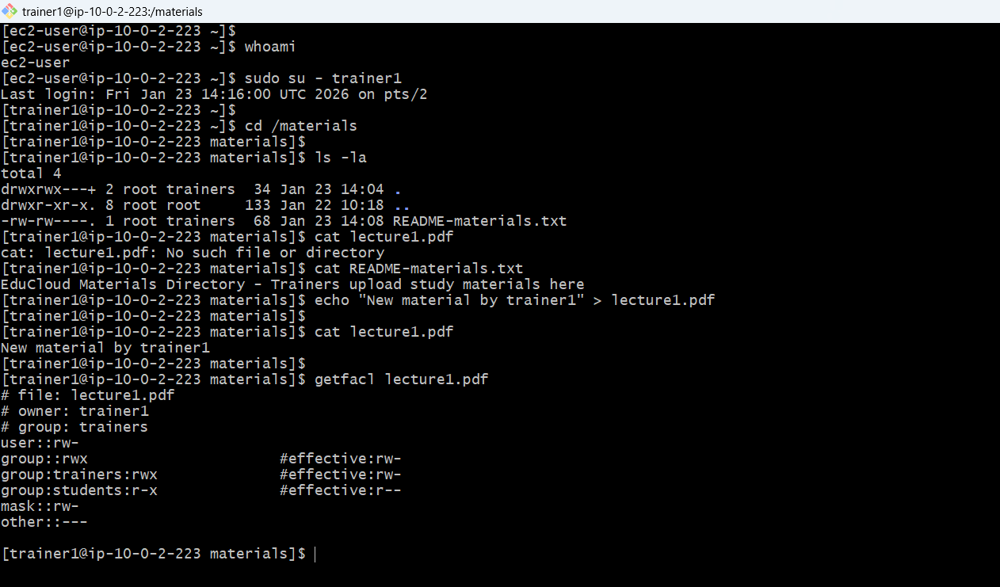 trainer1@ip-10-0-2-223:/materials
[ec2-user@ip-10-0-2-223 ~]$
[ec2-user@ip-10-0-2-223 ~]$ whoami
ec2-user
[ec2-user@ip-10-0-2-223 ~]$ sudo su - trainer1
Last login: Fri Jan 23 14:16:00 UTC 2026 on pts/2
[trainer1@ip-10-0-2-223 ~]$
[trainer1@ip-10-0-2-223 ~]$ cd /materials
[trainer1@ip-10-0-2-223 materials]$
[trainer1@ip-10-0-2-223 materials]$ ls -la
total 4
drwxrwx---+ 2 root trainers  34 Jan 23 14:04 .
drwxr-xr-x. 8 root root     133 Jan 22 10:18 ..
-rw-rw----. 1 root trainers  68 Jan 23 14:08 README-materials.txt
[trainer1@ip-10-0-2-223 materials]$ cat lecture1.pdf
cat: lecture1.pdf: No such file or directory
[trainer1@ip-10-0-2-223 materials]$ cat README-materials.txt
EduCloud Materials Directory - Trainers upload study materials here
[trainer1@ip-10-0-2-223 materials]$ echo "New material by trainer1" > lecture1.pdf
[trainer1@ip-10-0-2-223 materials]$
[trainer1@ip-10-0-2-223 materials]$ cat lecture1.pdf
New material by trainer1
[trainer1@ip-10-0-2-223 materials]$
[trainer1@ip-10-0-2-223 materials]$ getfacl lecture1.pdf
# file: lecture1.pdf
# owner: trainer1
# group: trainers
user::rw-
group::rwx                      #effective:rw-
group:trainers:rwx              #effective:rw-
group:students:r-x              #effective:r--
mask::rw-
other::---
[trainer1@ip-10-0-2-223 materials]$